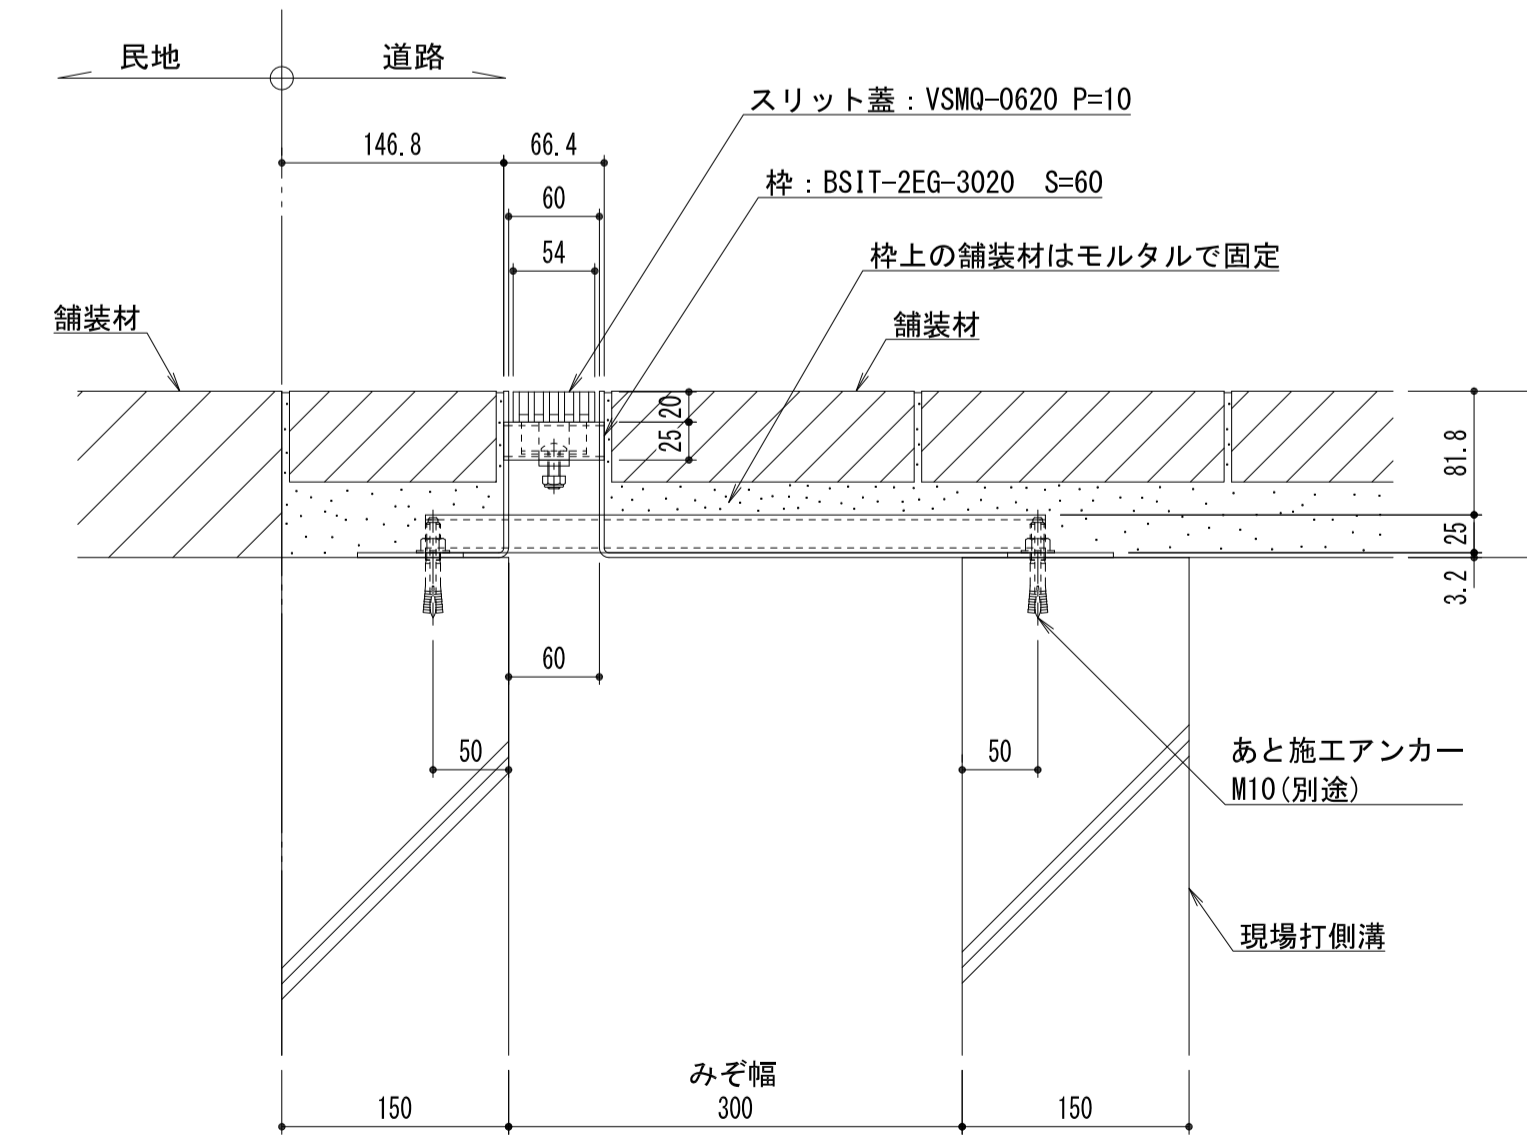 民地
道路
スリット蓋：VSMQ-0620 P=10
146.8
66.4
枠：BSIT-2EG-3020 S=60
60
54
枠上の舗装材はモルタルで固定
舗装材
舗装材
20
25
81.8
25
3.2
60
50
50
あと施工アンカー
M10(別途)
現場打側溝
みぞ幅
150
300
150